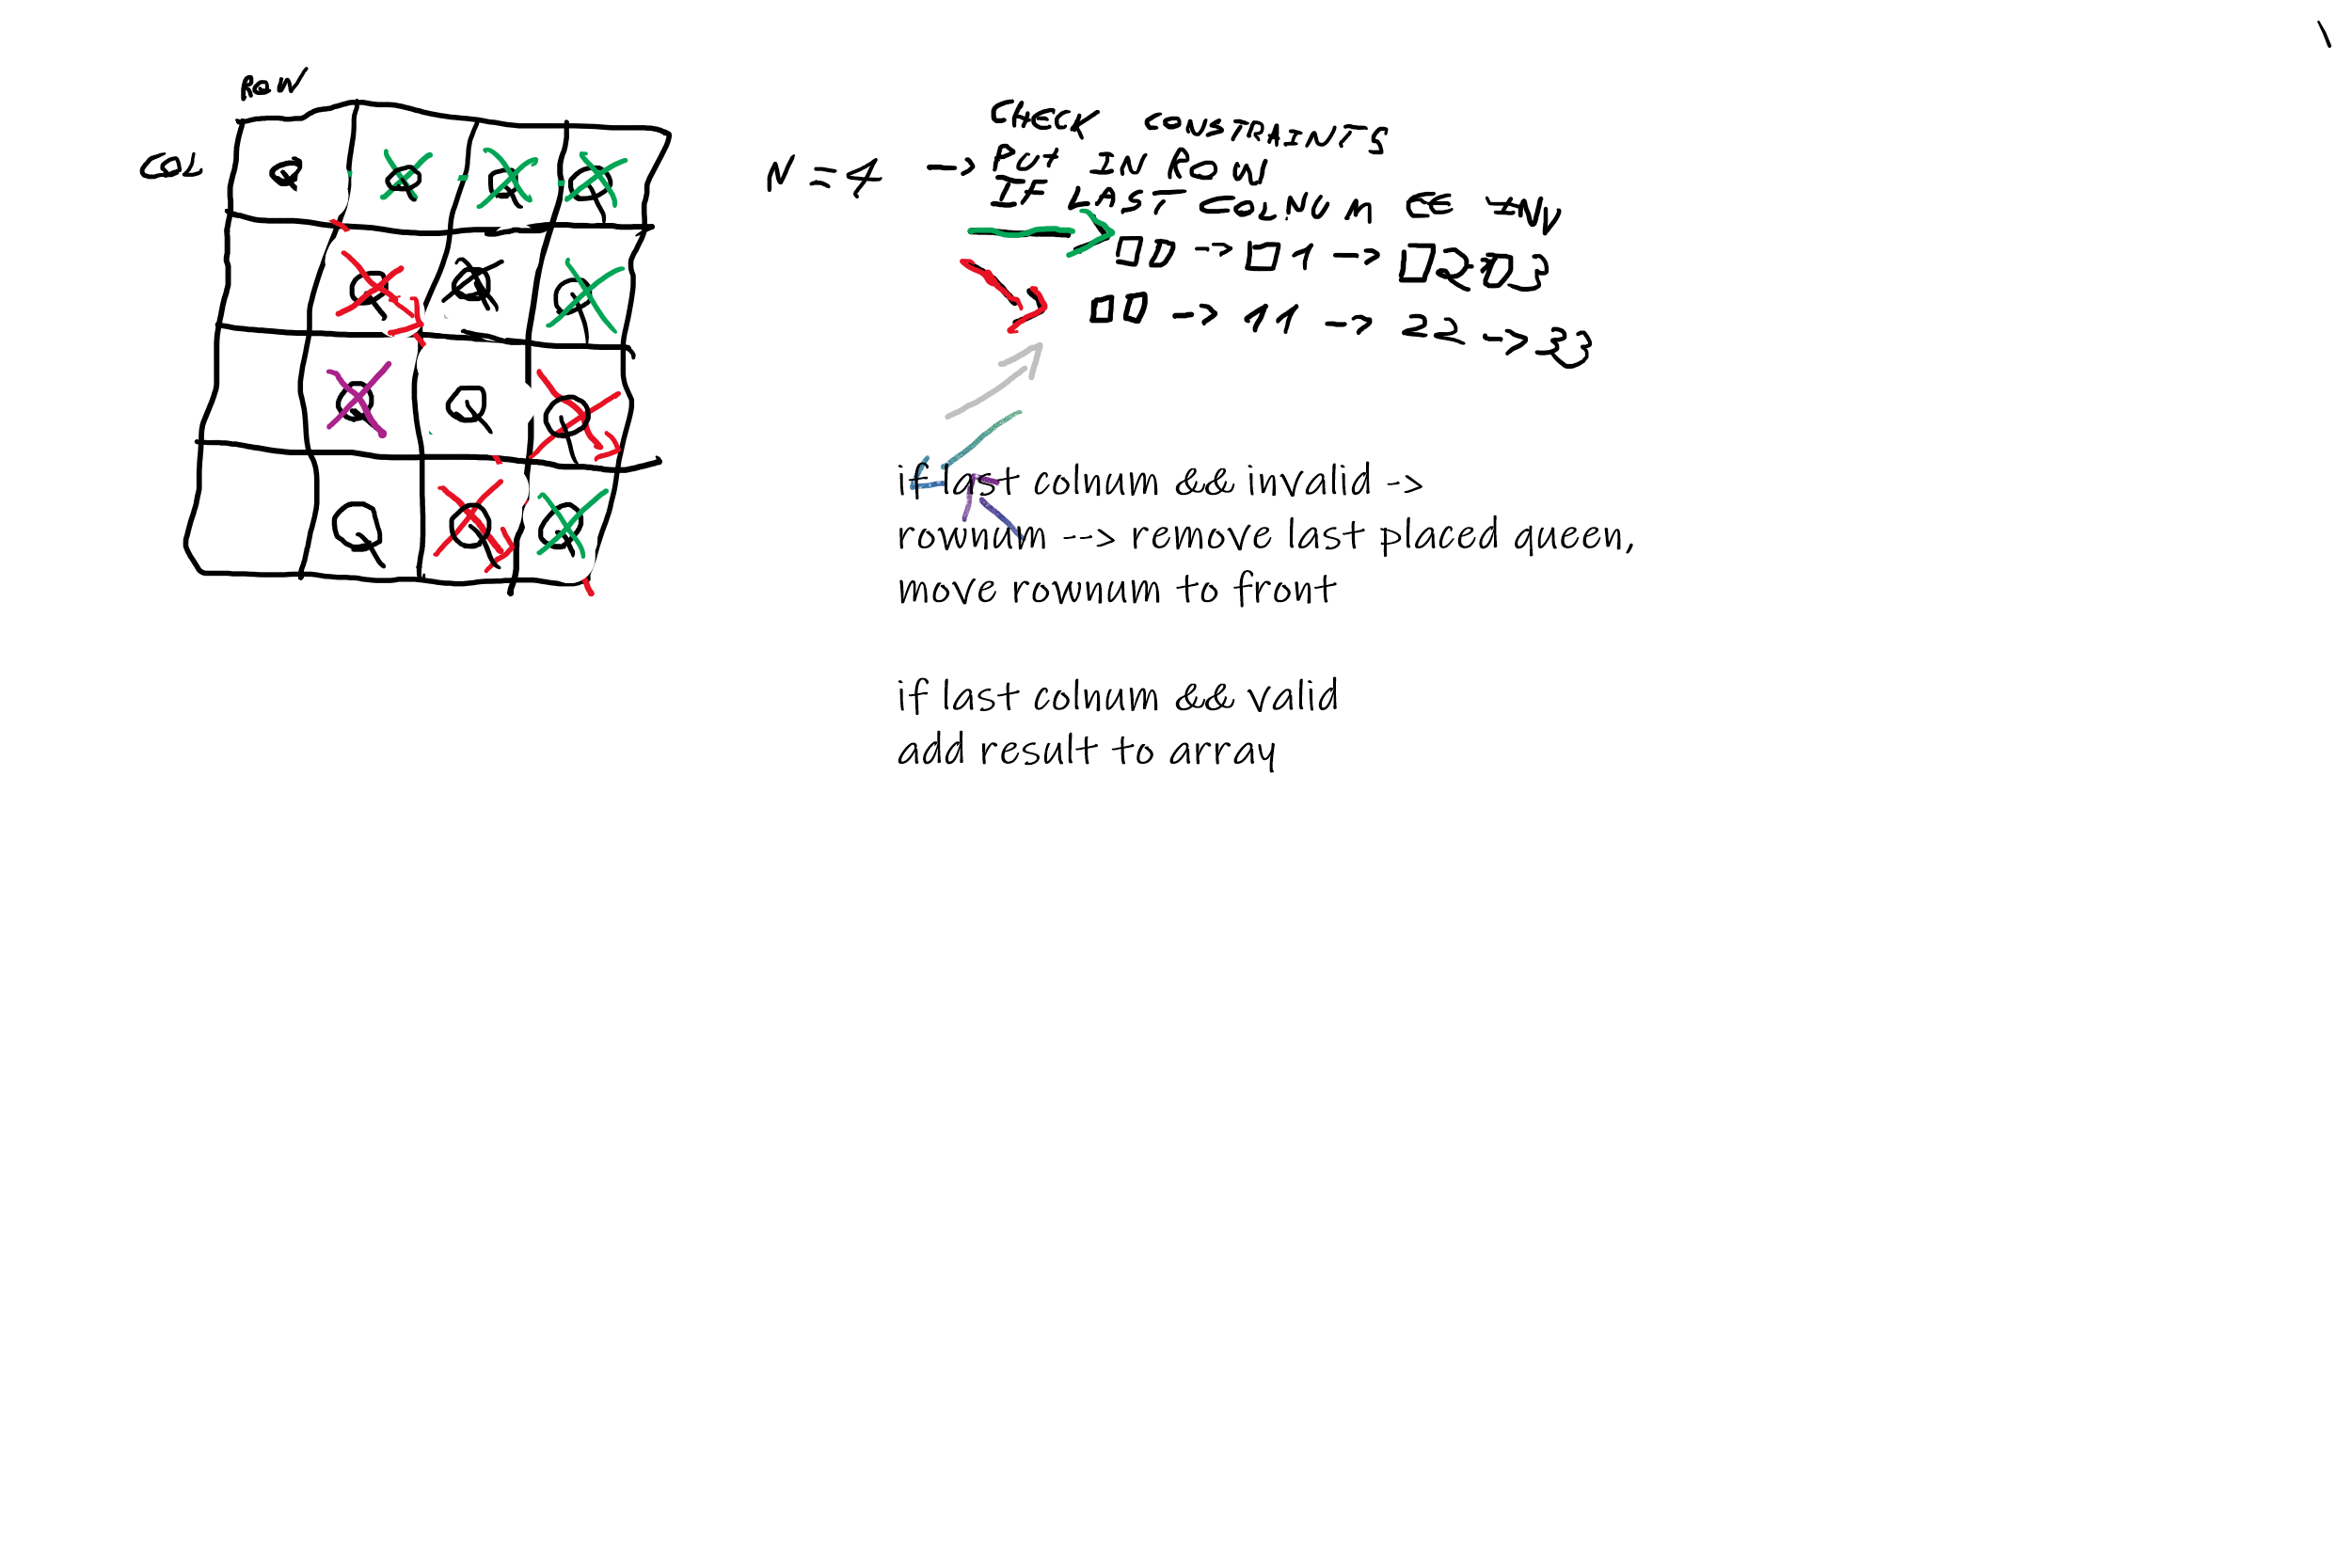 ROW
COL
Q Q Q Q
Q Q Q
Q Q Q
Q Q Q
N = 4
CHECK CONSTRAINTS
-> PUT IN ROW
IF LAST COLNUM
00 -> 01 -> 02 03
00 -> 11 -> 22 -> 33
if last colnum && invalid ->
rownum --> remove last placed queen,
move rownum to front
if last colnum && valid
add result to array